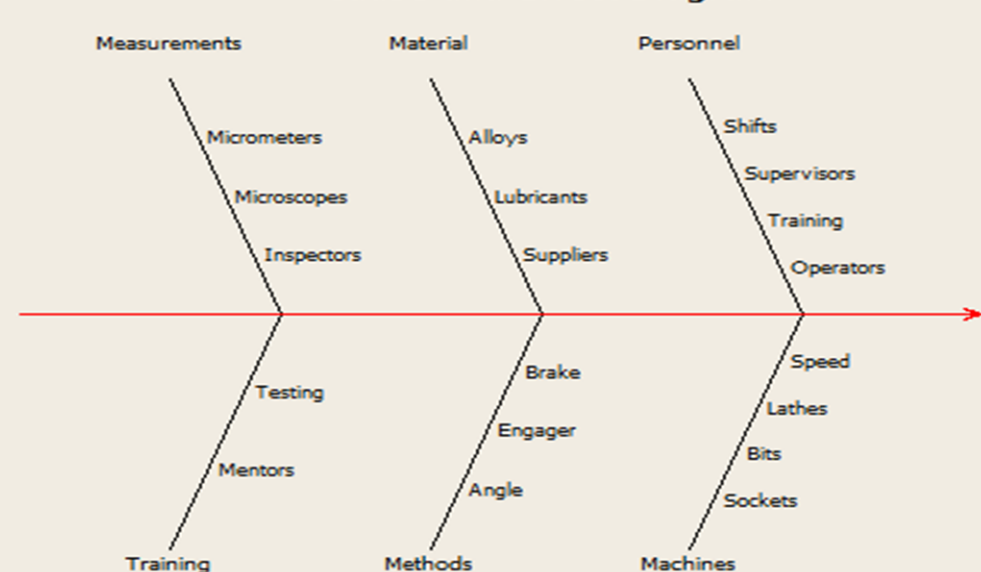 Measurements
Material
Personnel
Micrometers
Alloys
Shifts
Microscopes
Lubricants
Supervisors
Training
Inspectors
Suppliers
Operators
Testing
Brake
Speed
Mentors
Engager
Lathes
Angle
Bits
Sockets
Training
Methods
Machines